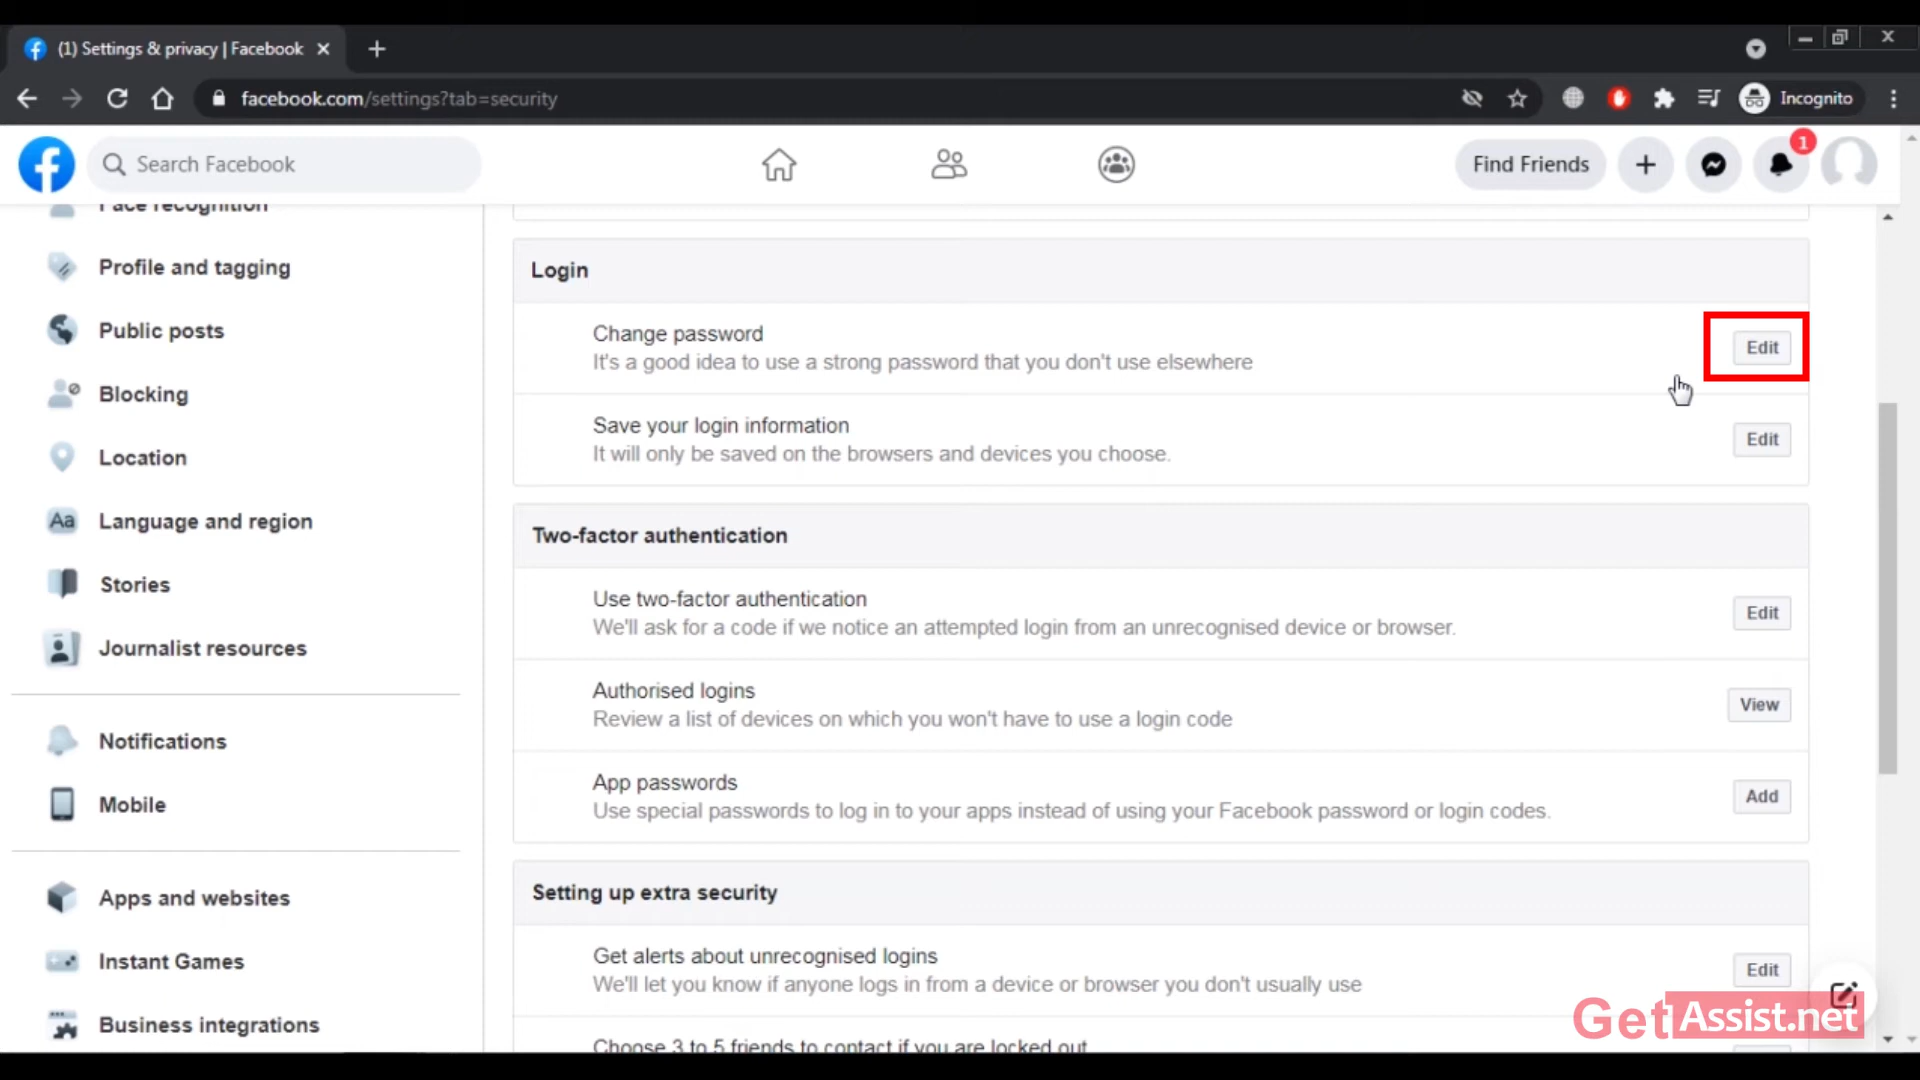 (1) Settings & privacy | Facebook
facebook.com/settings?tab=security
Incognito
Search Facebook
Find Friends
1
Face recognition
Profile and tagging
Public posts
Blocking
Location
Aa Language and region
Stories
Journalist resources
Notifications
Mobile
Apps and websites
Instant Games
Business integrations
Login
Change password
Edit
It's a good idea to use a strong password that you don't use elsewhere
Save your login information
Edit
It will only be saved on the browsers and devices you choose.
Two-factor authentication
Use two-factor authentication
Edit
We'll ask for a code if we notice an attempted login from an unrecognised device or browser.
Authorised logins
View
Review a list of devices on which you won't have to use a login code
App passwords
Add
Use special passwords to log in to your apps instead of using your Facebook password or login codes.
Setting up extra security
Get alerts about unrecognised logins
Edit
We'll let you know if anyone logs in from a device or browser you don't usually use
Choose 3 to 5 friends to contact if you are locked out
GetAssist.net